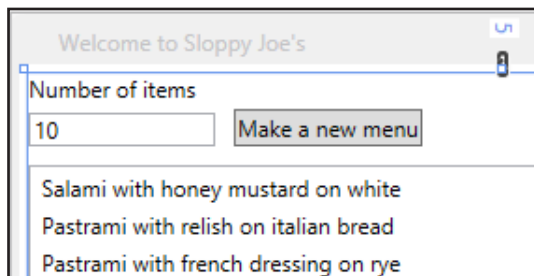 Welcome to Sloppy Joe's
5
Number of items
10 Make a new menu
Salami with honey mustard on white
Pastrami with relish on italian bread
Pastrami with french dressing on rye